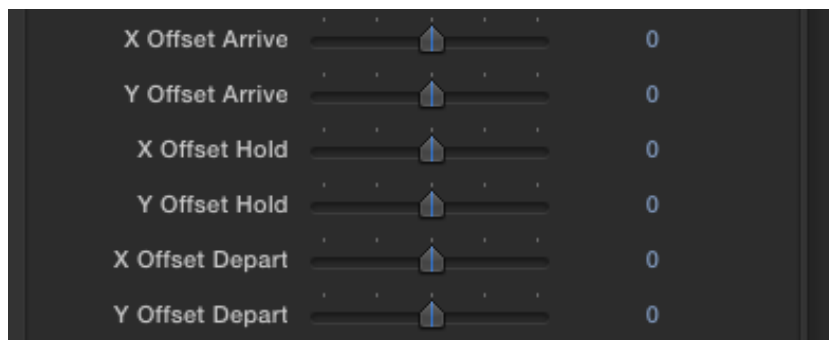 X Offset Arrive 0
Y Offset Arrive 0
X Offset Hold 0
Y Offset Hold 0
X Offset Depart 0
Y Offset Depart 0